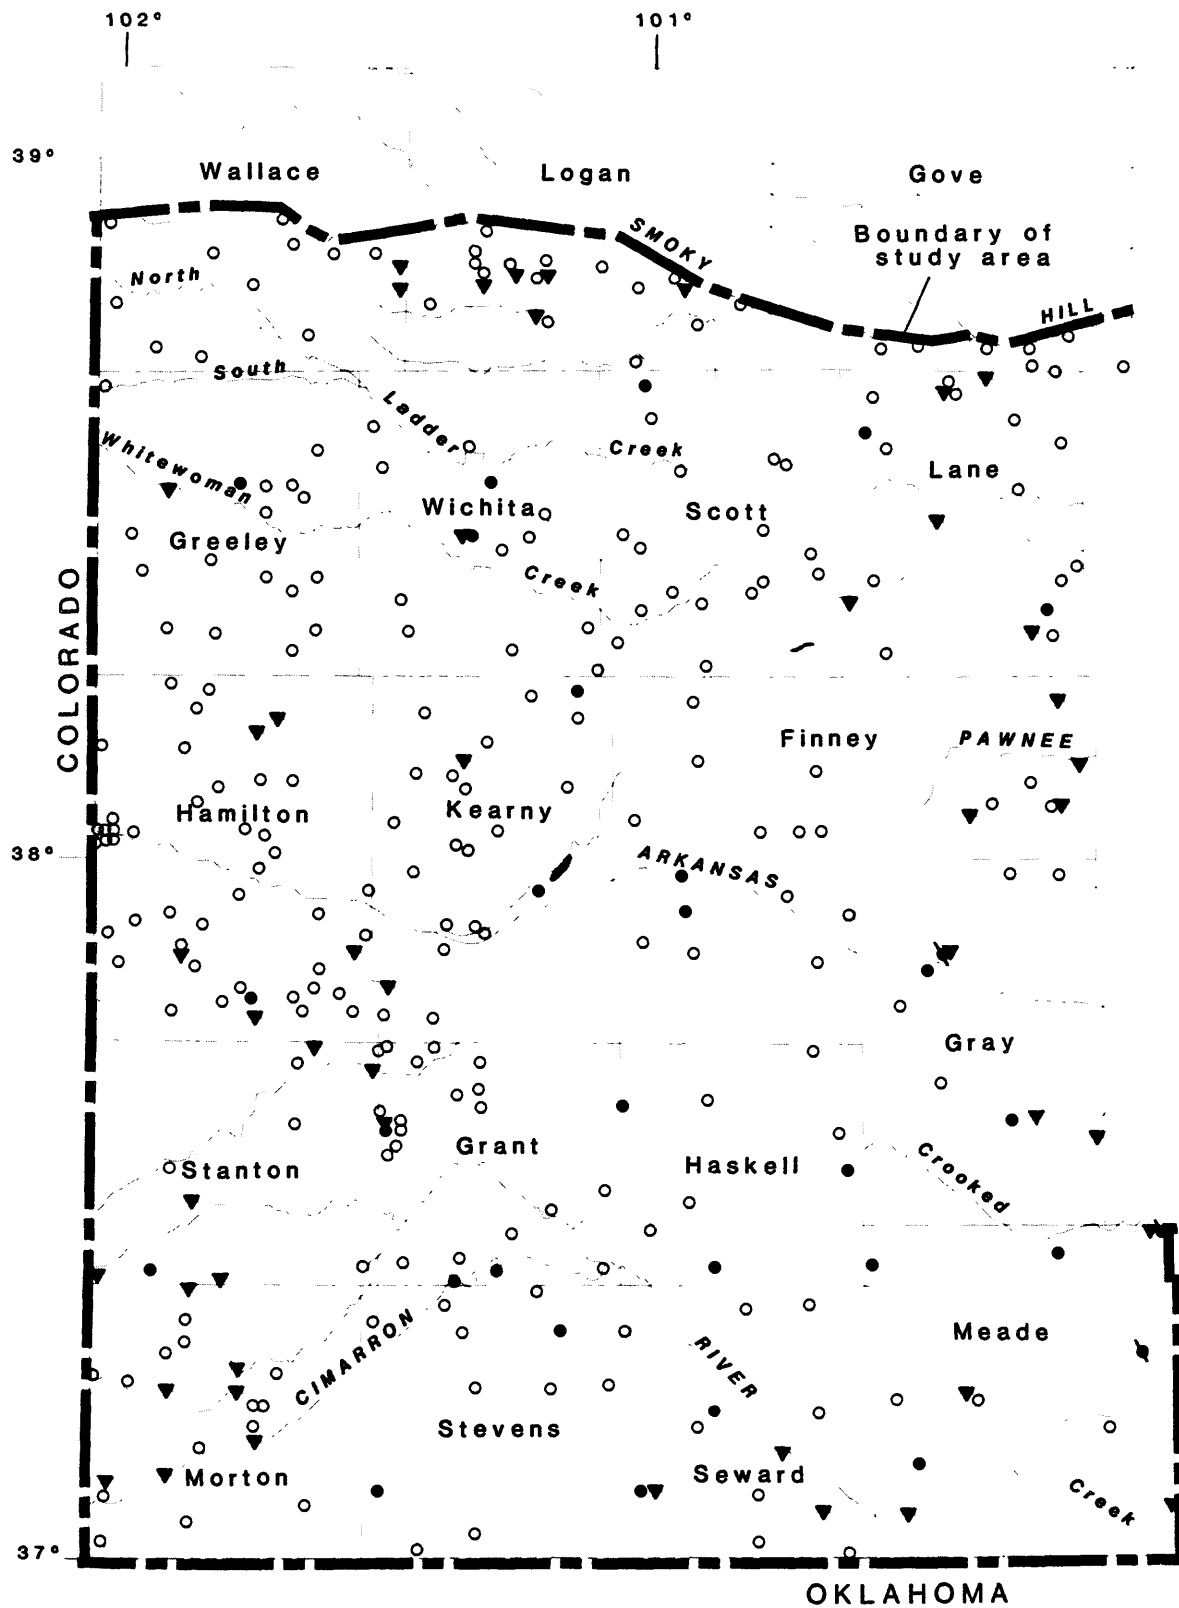 102°
101°
39°
Wallace
Logan
Gove
SMOKY
Boundary of
study area
North
HILL
South
Ladder
Whitewoman
Creek
Lane
Wichita
Scott
Greeley
Creek
COLORADO
Finney
PAWNEE
Hamilton
Kearny
38°
ARKANSAS
Gray
Grant
Crooked
Haskell
Stanton
Meade
CIMARRON
RIVER
Stevens
Seward
Morton
Creek
37°
OKLAHOMA